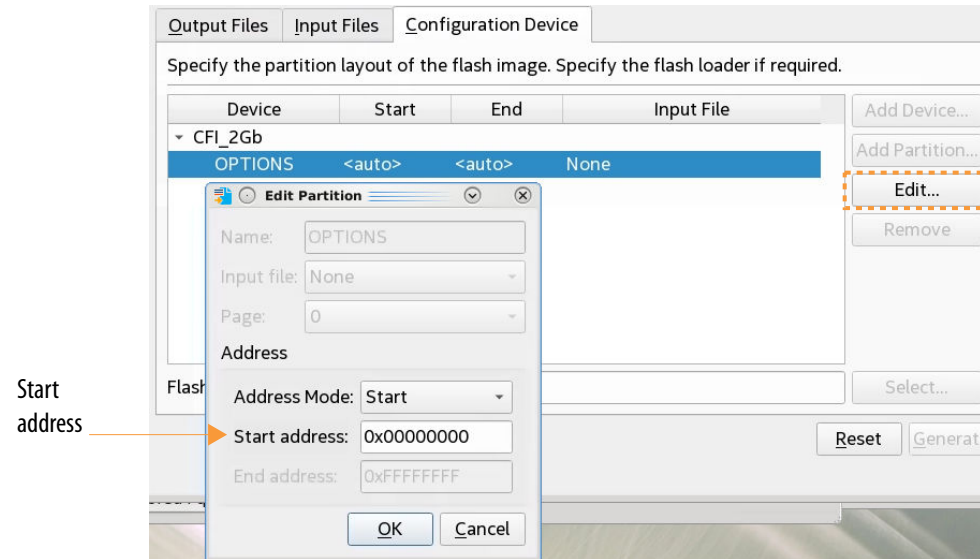 Output Files Input Files Configuration Device
Specify the partition layout of the flash image. Specify the flash loader if required.
Device Start End Input File
Add Device...
CFI_2Gb
Add Partition...
OPTIONS <auto> <auto> None
Edit...
Edit Partition
Remove
Name: OPTIONS
Input file: None
Page: 0
Address
Start
address
Flash
Address Mode: Start
Select...
Start address: 0x00000000
Reset Generat
End address: 0xFFFFFFFF
OK Cancel